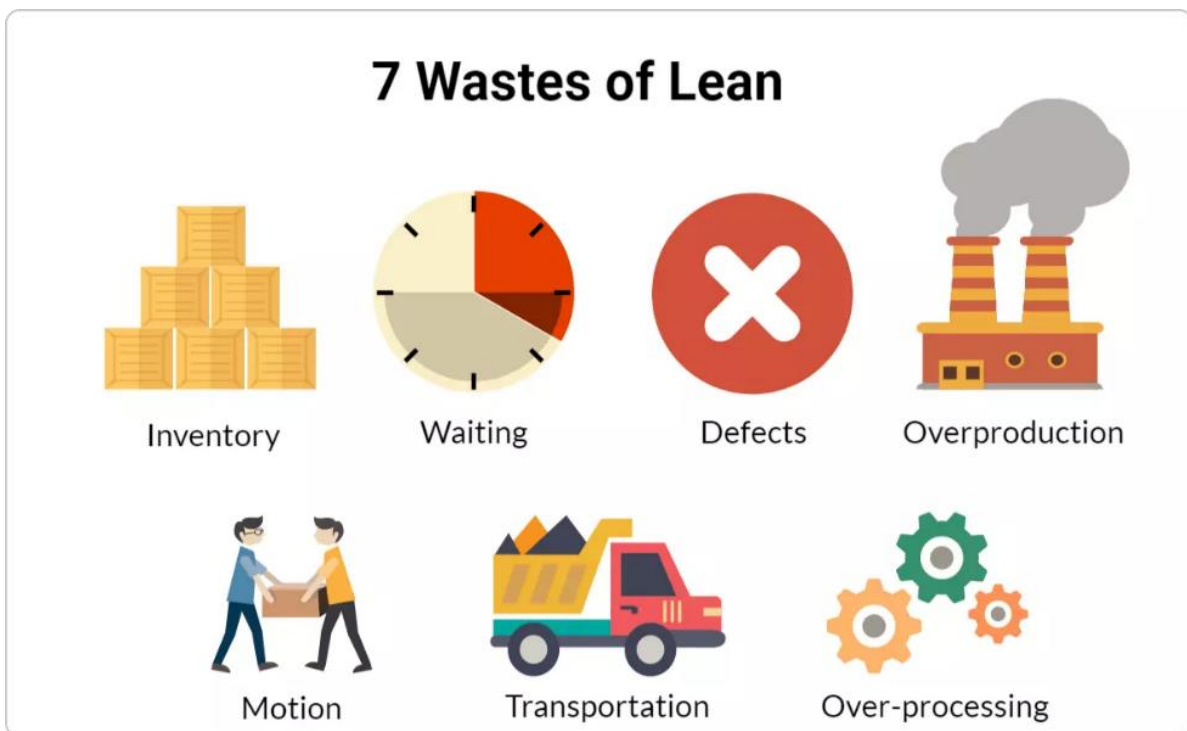 7 Wastes of Lean
Inventory
Waiting
Defects
Overproduction
Motion
Transportation
Over-processing